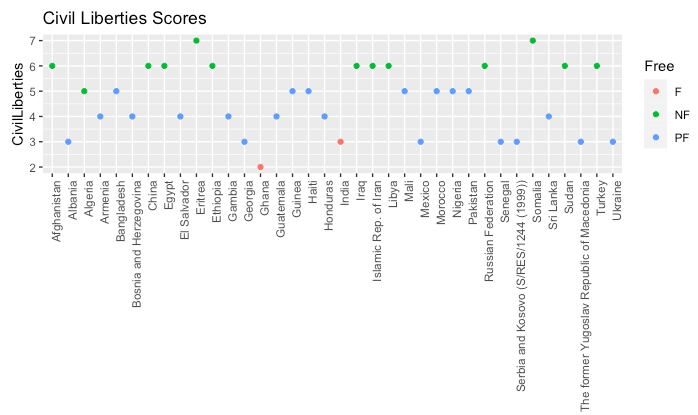 Civil Liberties Scores
CivilLiberties
7
6
5
4
3
2
Afghanistan
Albania
Algeria
Armenia
Bangladesh
Bosnia and Herzegovina
China
Egypt
El Salvador
Eritrea
Ethiopia
Gambia
Georgia
Ghana
Guatemala
Guinea
Haiti
Honduras
India
Iraq
Islamic Rep. of Iran
Libya
Mali
Mexico
Morocco
Nigeria
Pakistan
Russian Federation
Senegal
Serbia and Kosovo (S/RES/1244 (1999))
Somalia
Sri Lanka
Sudan
The former Yugoslav Republic of Macedonia
Turkey
Ukraine
Free
F
NF
PF